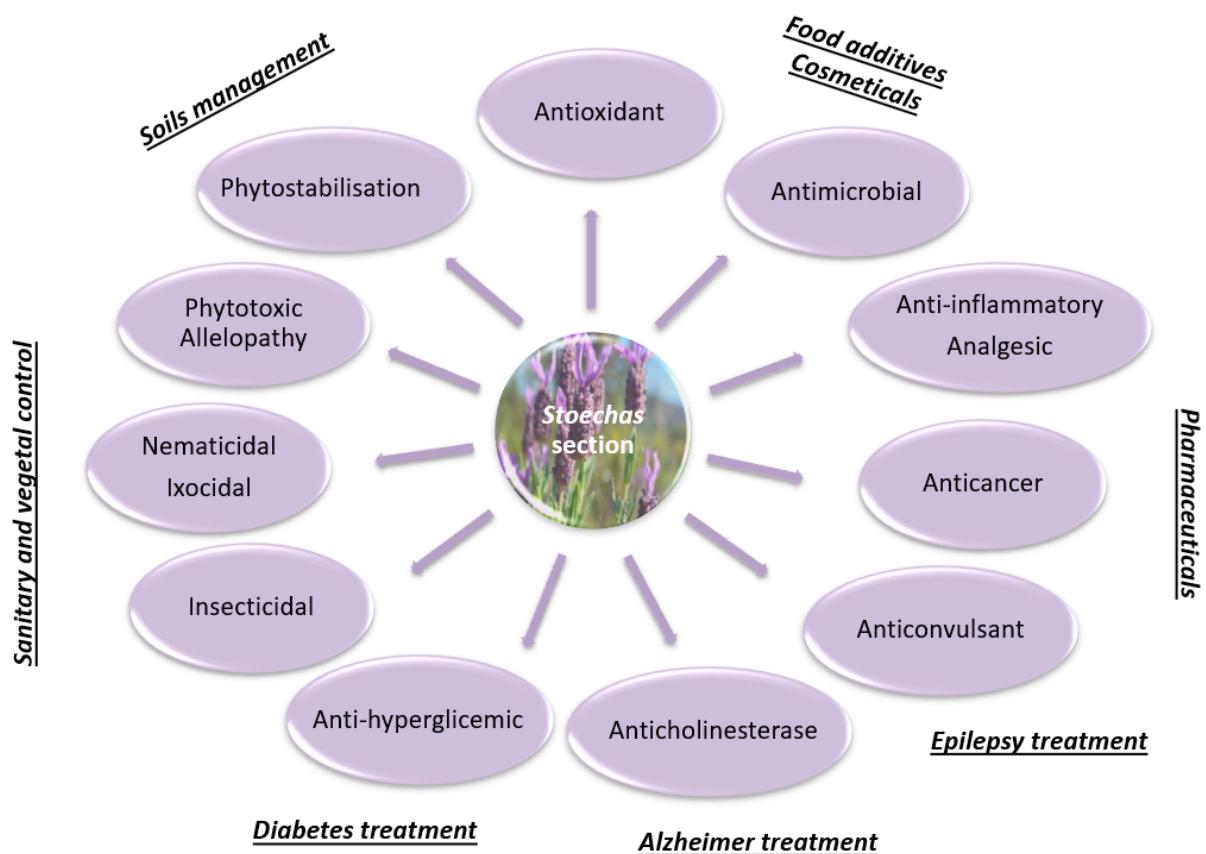 Soils management
Food additives
Cosmeticals
Antioxidant
Phytostabilisation
Antimicrobial
Phytotoxic
Allelopathy
Anti-inflammatory
Analgesic
Sanitary and vegetal control
Stoechas
section
Pharmaceuticals
Nematicidal
Ixocidal
Anticancer
Insecticidal
Anticonvulsant
Anti-hyperglicemic
Anticholinesterase
Epilepsy treatment
Diabetes treatment
Alzheimer treatment